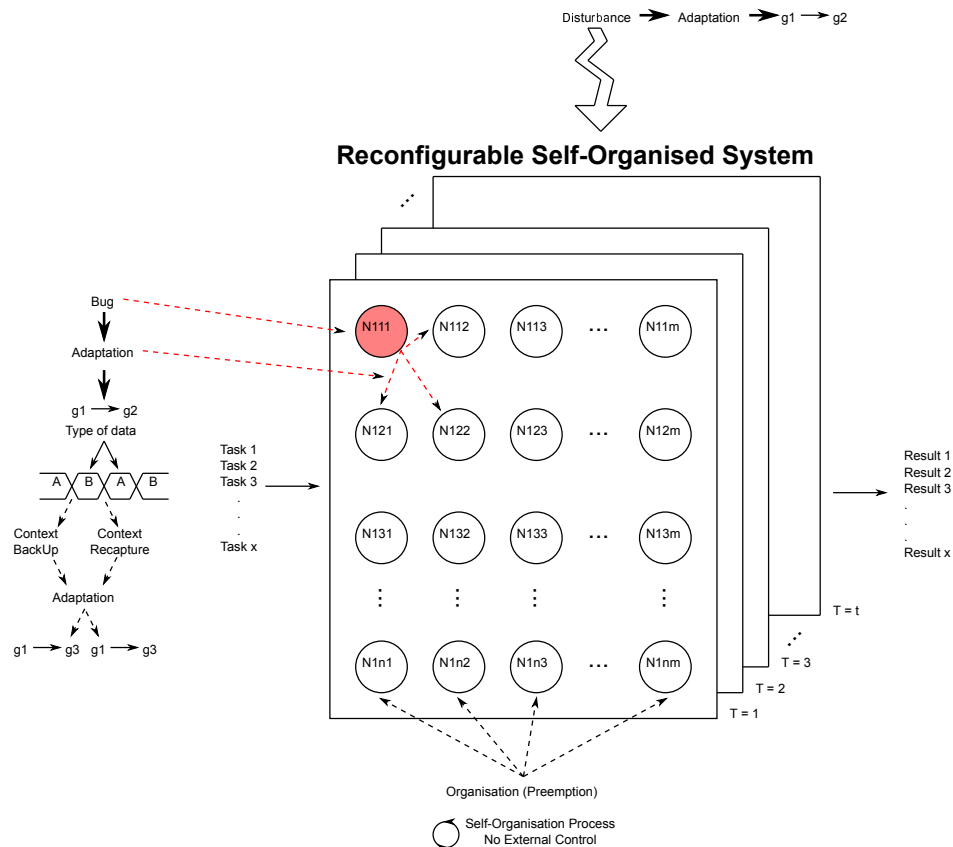 Disturbance Adaptation g1 g2
Reconfigurable Self-Organised System
...
Bug
Adaptation
g1 g2
Type of data
A B A B
Context BackUp
Context Recapture
Adaptation
g1 g3 g1 g3
Task 1
Task 2
Task 3
.
.
.
Task x
N111 N112 N113 ... N11m
N121 N122 N123 ... N12m
N131 N132 N133 ... N13m
... ... ... ...
N1n1 N1n2 N1n3 ... N1nm
T = 1
T = 2
T = 3
...
T = t
Result 1
Result 2
Result 3
.
.
.
Result x
Organisation (Preemption)
Self-Organisation Process
No External Control